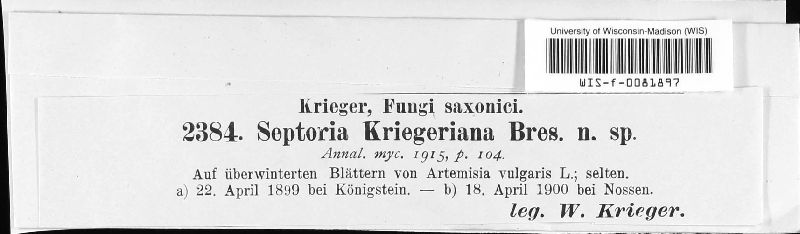 University of Wisconsin-Madison (WIS)
WIS-f-0081897
Krieger, Fungi saxonici.
2384. Septoria Kriegeriana Bres. n. sp.
Annal. myc. 1915, p. 104.
Auf überwinterten Blättern von Artemisia vulgaris L.; selten.
a) 22. April 1899 bei Königstein. — b) 18. April 1900 bei Nossen.
leg. W. Krieger.